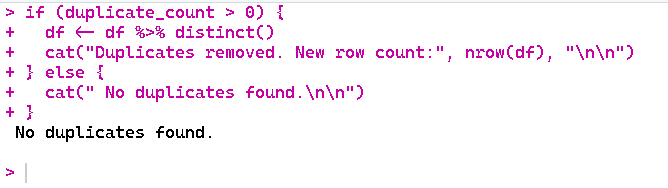 > if (duplicate_count > 0) {
+   df <- df %>% distinct()
+   cat("Duplicates removed. New row count:", nrow(df), "\n\n")
+ } else {
+   cat(" No duplicates found.\n\n")
+ }
 No duplicates found.
>